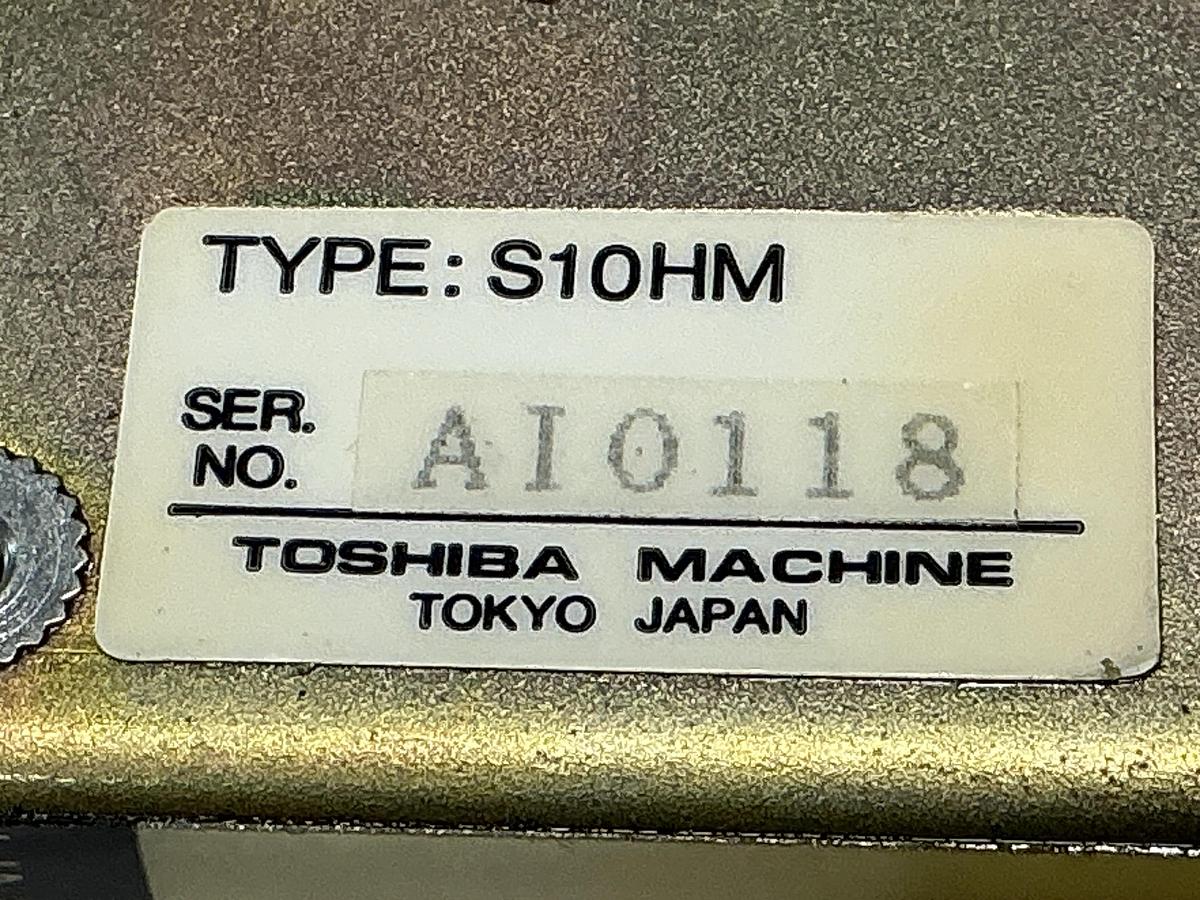 TYPE: S10HM
SER. NO. AI0118
TOSHIBA MACHINE
TOKYO JAPAN